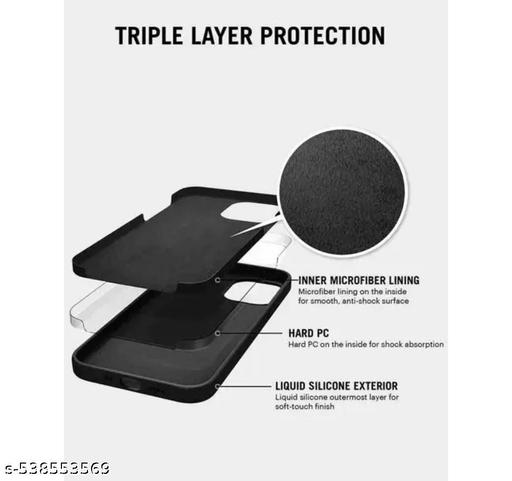 TRIPLE LAYER PROTECTION
INNER MICROFIBER LINING
Microfiber lining on the inside
for smooth, anti-shock surface
HARD PC
Hard PC on the inside for shock absorption
LIQUID SILICONE EXTERIOR
Liquid silicone outermost layer for
soft-touch finish
s-538553569